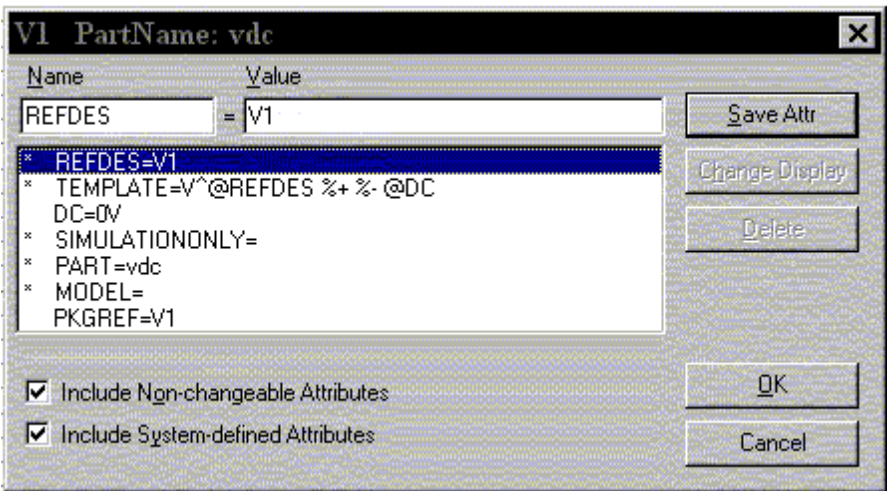 V1 PartName: vdc
Name Value
REFDES = V1
Save Attr
* REFDES=V1
* TEMPLATE=V^@REFDES %+ %- @DC
DC=0V
* SIMULATIONONLY=
* PART=vdc
* MODEL=
PKGREF=V1
Change Display
Delete
Include Non-changeable Attributes
Include System-defined Attributes
OK
Cancel